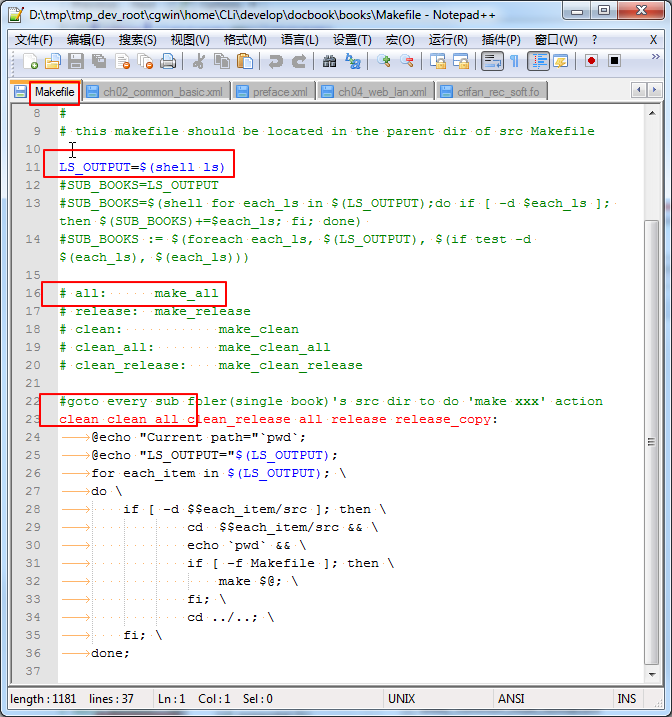 D:\tmp\tmp_dev_root\cgwin\home\CLi\develop\docbook\books\Makefile - Notepad++
文件(F) 编辑(E) 搜索(S) 视图(V) 格式(M) 语言(L) 设置(T) 宏(O) 运行(R) 插件(P) 窗口(W) ? X
Makefile ch02_common_basic.xml preface.xml ch04_web_lan.xml crifan_rec_soft.fo
8 #
9 # this makefile should be located in the parent dir of src Makefile
10
11 LS_OUTPUT=$(shell ls)
12 #SUB_BOOKS=LS_OUTPUT
13 #SUB_BOOKS=$(shell for each_ls in $(LS_OUTPUT);do if [ -d $each_ls ];
then $(SUB_BOOKS)+=$each_ls; fi; done)
14 #SUB_BOOKS := $(foreach each_ls, $(LS_OUTPUT), $(if test -d
$(each_ls), $(each_ls)))
15
16 # all: make_all
17 # release: make_release
18 # clean: make_clean
19 # clean_all: make_clean_all
20 # clean_release: make_clean_release
21
22 #goto every sub foler(single book)'s src dir to do 'make xxx' action
23 clean clean_all clean_release all release release_copy:
24 @echo "Current path="`pwd`;
25 @echo "LS_OUTPUT="$(LS_OUTPUT);
26 for each_item in $(LS_OUTPUT); \
27 do \
28 if [ -d $$each_item/src ]; then \
29 cd $$each_item/src && \
30 echo `pwd` && \
31 if [ -f Makefile ]; then \
32 make $@; \
33 fi; \
34 cd ../..; \
35 fi; \
36 done;
37
length : 1181 lines : 37 Ln : 1 Col : 1 Sel : 0 UNIX ANSI INS